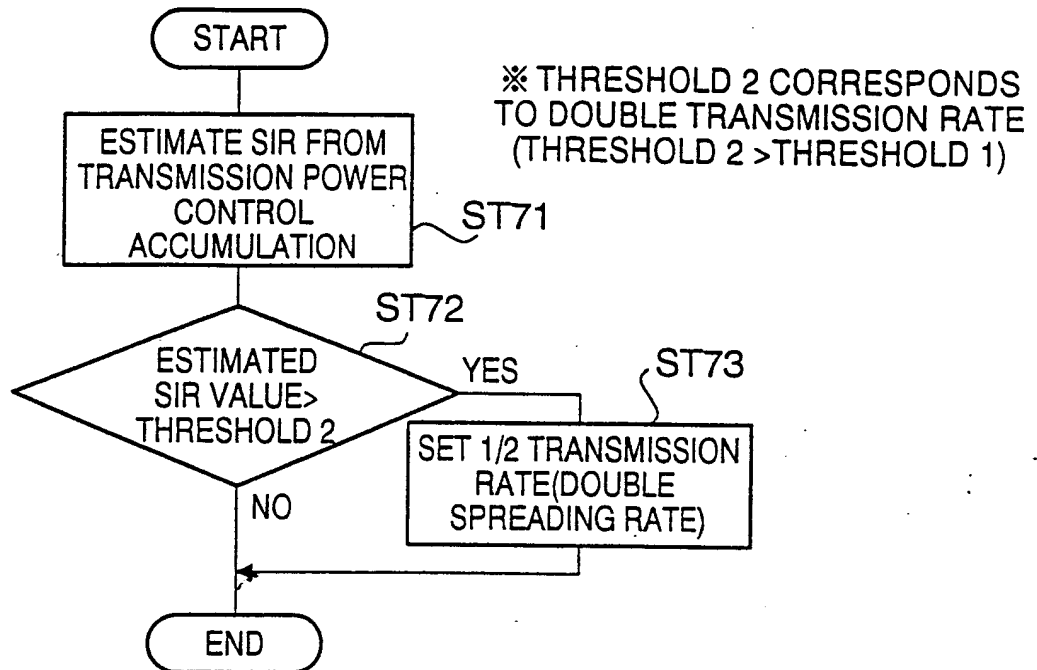 START
※ THRESHOLD 2 CORRESPONDS
TO DOUBLE TRANSMISSION RATE
(THRESHOLD 2 >THRESHOLD 1)
ESTIMATE SIR FROM
TRANSMISSION POWER
CONTROL
ACCUMULATION
ST71
ST72
ESTIMATED
SIR VALUE>
THRESHOLD 2
YES
ST73
SET 1/2 TRANSMISSION
RATE(DOUBLE
SPREADING RATE)
NO
END